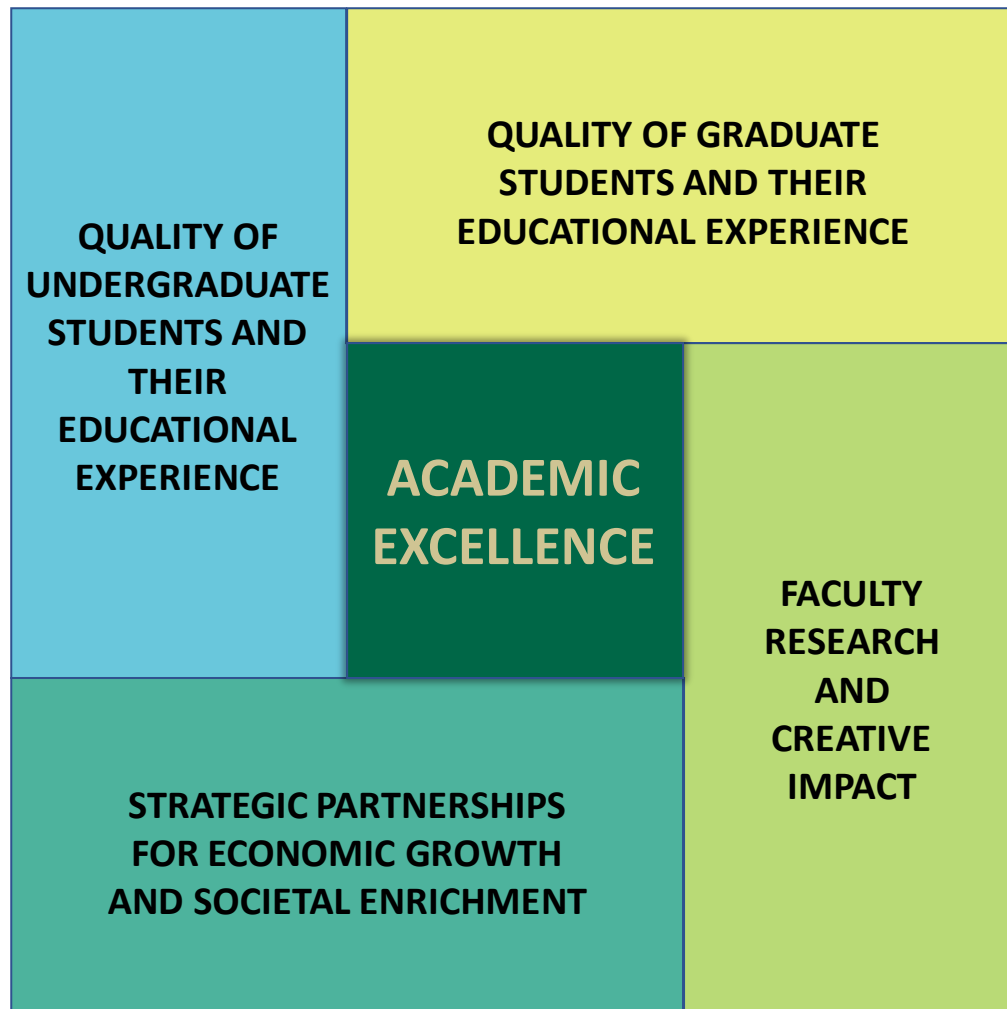 QUALITY OF
UNDERGRADUATE
STUDENTS AND
THEIR
EDUCATIONAL
EXPERIENCE
QUALITY OF GRADUATE
STUDENTS AND THEIR
EDUCATIONAL EXPERIENCE
ACADEMIC
EXCELLENCE
FACULTY
RESEARCH
AND
CREATIVE
IMPACT
STRATEGIC PARTNERSHIPS
FOR ECONOMIC GROWTH
AND SOCIETAL ENRICHMENT